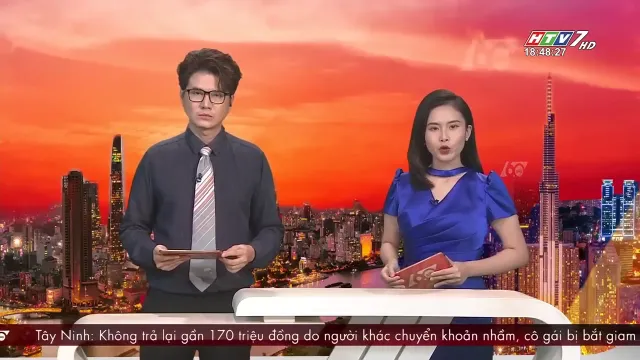 HTV7 HD
18:48:27
Tây Ninh: Không trả lại gần 170 triệu đồng do người khác chuyển khoản nhầm, cô gái bị bắt giam